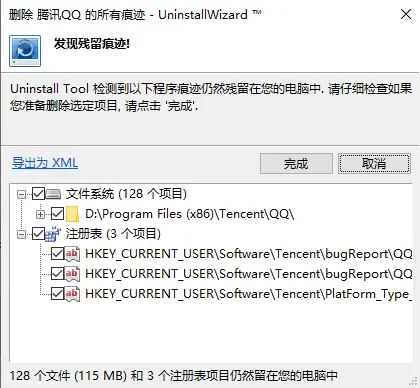 删除 腾讯QQ 的所有痕迹 - UninstallWizard ™
发现残留痕迹!
Uninstall Tool 检测到以下程序痕迹仍然残留在您的电脑中. 请仔细检查如果
您准备删除选定项目, 请点击 '完成'.
导出为 XML
完成
取消
文件系统 (128 个项目)
D:\Program Files (x86)\Tencent\QQ\
注册表 (3 个项目)
HKEY_CURRENT_USER\Software\Tencent\bugReport\QQ
HKEY_CURRENT_USER\Software\Tencent\bugReport\QQ
HKEY_CURRENT_USER\Software\Tencent\PlatForm_Type_
128 个文件 (115 MB) 和 3 个注册表项目仍然留在您的电脑中